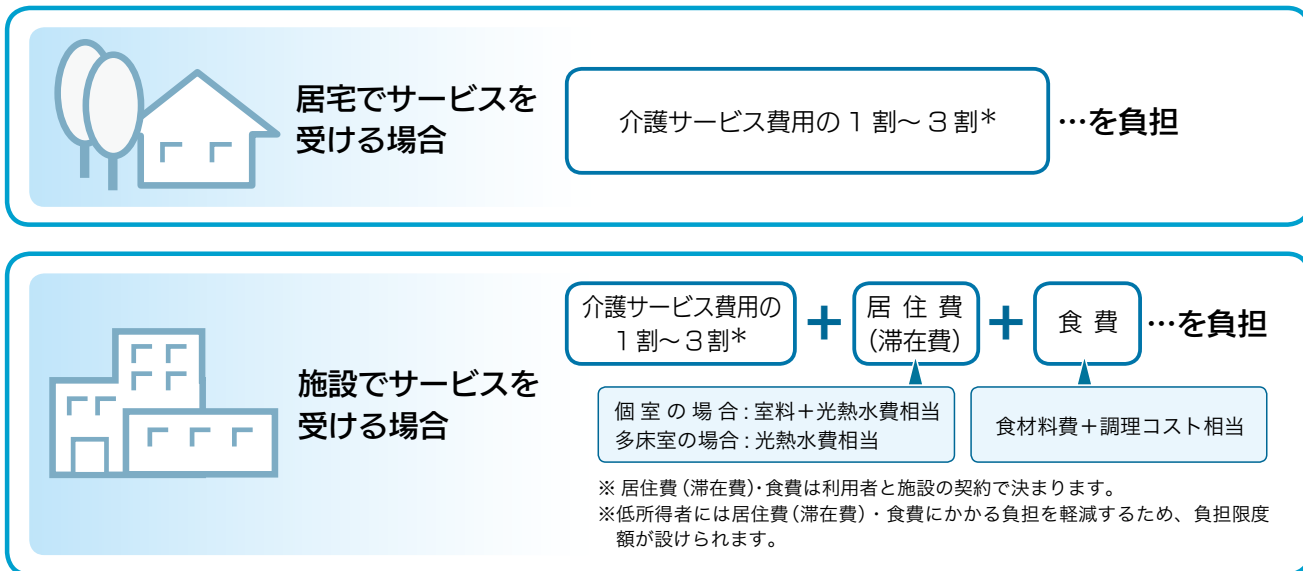 居宅でサービスを
受ける場合
介護サービス費用の1割~3割*
…を負担
施設でサービスを
受ける場合
介護サービス費用の
1割~3割*
+
居住費
(滞在費)
+
食費
…を負担
個室の場合:室料+光熱水費相当
多床室の場合:光熱水費相当
食材料費+調理コスト相当
※居住費(滞在費)・食費は利用者と施設の契約で決まります。
※低所得者には居住費(滞在費)・食費にかかる負担を軽減するため、負担限度
額が設けられます。